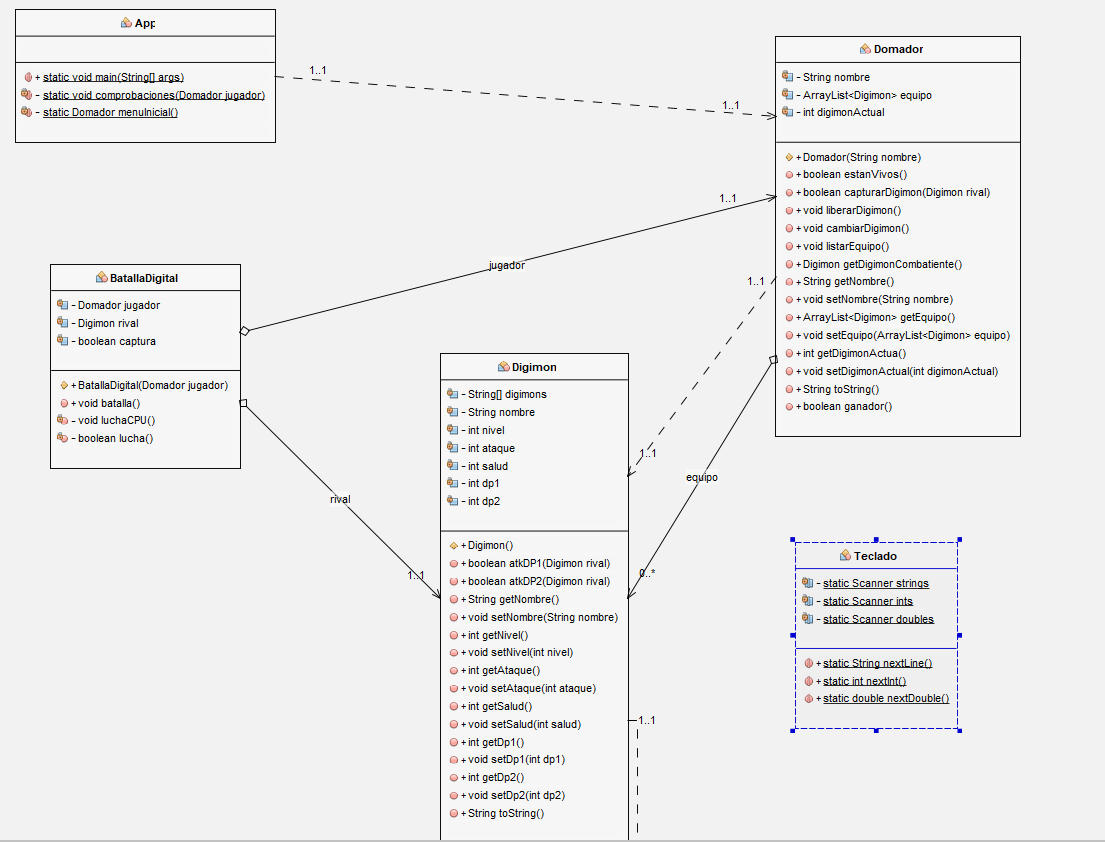 App
+ static void main(String[] args)
- static void comprobaciones(Domador jugador)
- static Domador menuInicial()
1..1
1..1
Domador
- String nombre
- ArrayList<Digimon> equipo
- int digimonActual
+ Domador(String nombre)
+ boolean estanVivos()
+ boolean capturarDigimon(Digimon rival)
+ void liberarDigimon()
+ void cambiarDigimon()
+ void listarEquipo()
+ Digimon getDigimonCombatiente()
+ String getNombre()
+ void setNombre(String nombre)
+ ArrayList<Digimon> getEquipo()
+ void setEquipo(ArrayList<Digimon> equipo)
+ int getDigimonActua()
+ void setDigimonActual(int digimonActual)
+ String toString()
+ boolean ganador()
1..1
jugador
BatallaDigital
- Domador jugador
- Digimon rival
- boolean captura
+ BatallaDigital(Domador jugador)
+ void batalla()
- void luchaCPU()
- boolean lucha()
rival
1..1
1..1
1..1
equipo
0..*
Digimon
- String[] digimons
- String nombre
- int nivel
- int ataque
- int salud
- int dp1
- int dp2
+ Digimon()
+ boolean atkDP1(Digimon rival)
+ boolean atkDP2(Digimon rival)
+ String getNombre()
+ void setNombre(String nombre)
+ int getNivel()
+ void setNivel(int nivel)
+ int getAtaque()
+ void setAtaque(int ataque)
+ int getSalud()
+ void setSalud(int salud)
+ int getDp1()
+ void setDp1(int dp1)
+ int getDp2()
+ void setDp2(int dp2)
+ String toString()
1..1
Teclado
- static Scanner strings
- static Scanner ints
- static Scanner doubles
+ static String nextLine()
+ static int nextInt()
+ static double nextDouble()